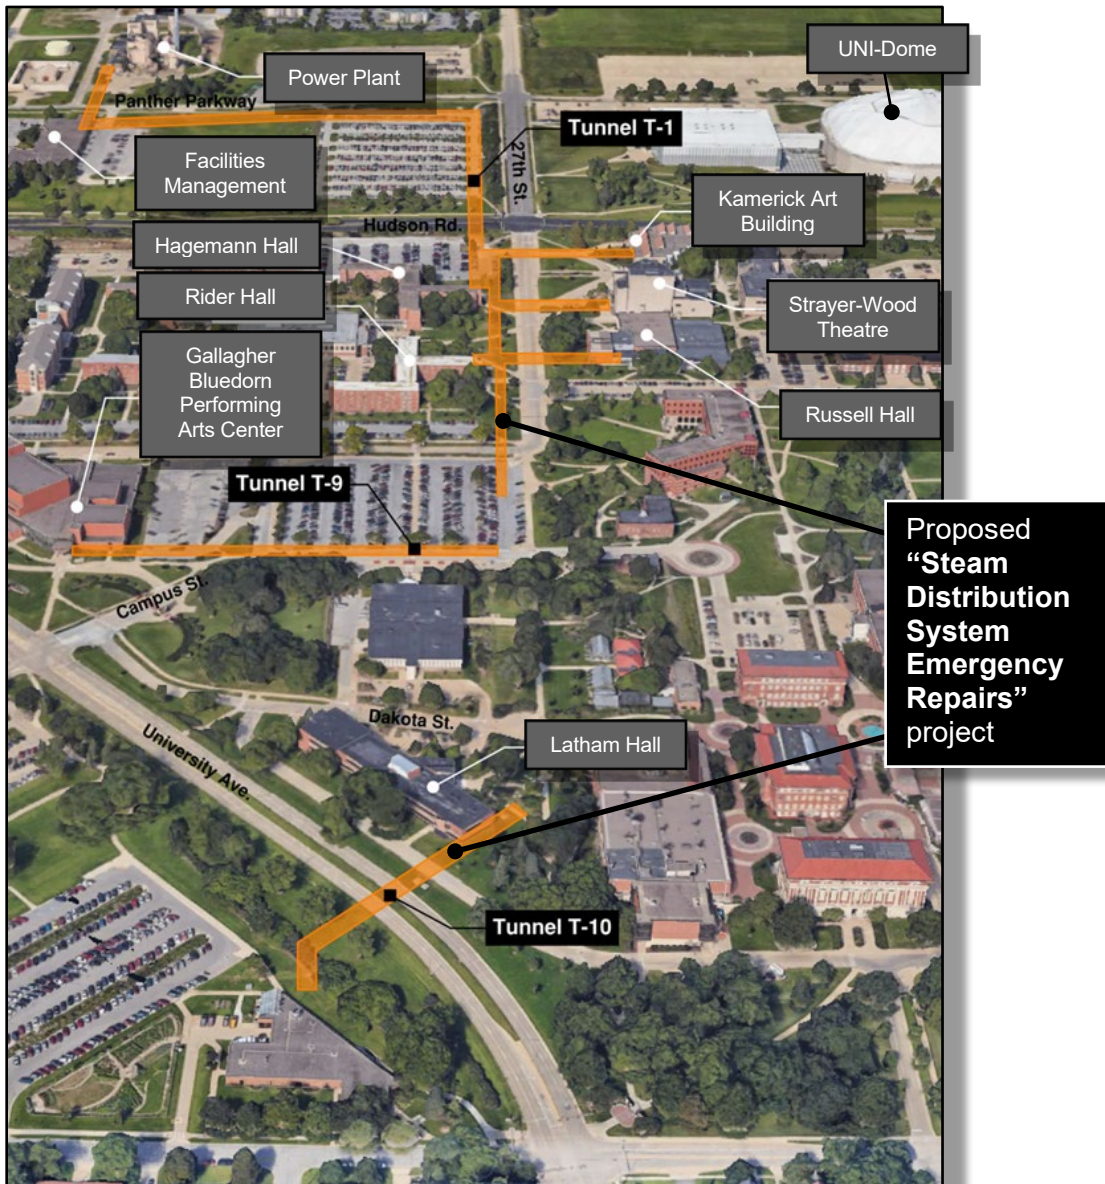 UNI-Dome
Power Plant
Panther Parkway
Tunnel T-1
27th St.
Facilities
Management
Kamerick Art
Building
Hudson Rd.
Hagemann Hall
Rider Hall
Strayer-Wood
Theatre
Gallagher
Bluedorn
Performing
Arts Center
Russell Hall
Tunnel T-9
Proposed
“Steam
Distribution
System
Emergency
Repairs”
project
Campus St.
Dakota St.
University Ave.
Latham Hall
Tunnel T-10